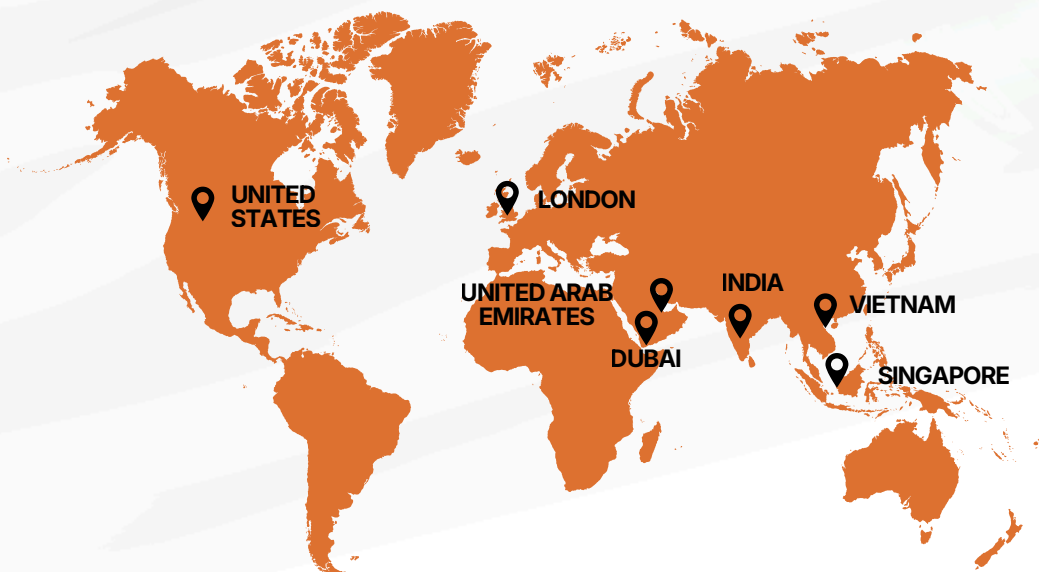 UNITED
STATES
LONDON
UNITED ARAB
EMIRATES
DUBAI
INDIA
VIETNAM
SINGAPORE